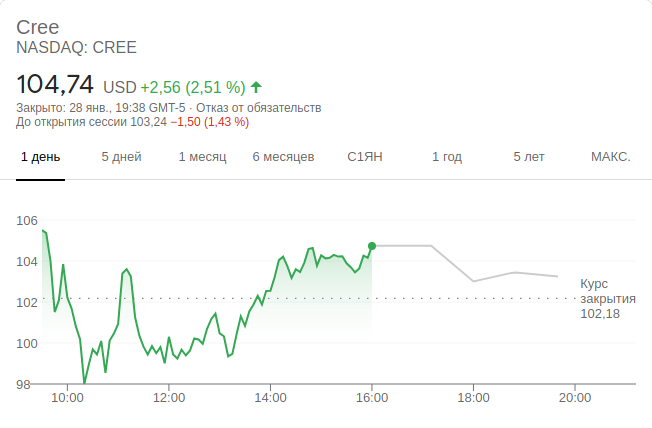 Cree
NASDAQ: CREE
104,74 USD +2,56 (2,51 %)
Закрыто: 28 янв., 19:38 GMT-5 · Отказ от обязательств
До открытия сессии 103,24 −1,50 (1,43 %)
1 день 5 дней 1 месяц 6 месяцев С1ЯН 1 год 5 лет МАКС.
106
104
102
100
98
Курс
закрытия
102,18
10:00 12:00 14:00 16:00 18:00 20:00